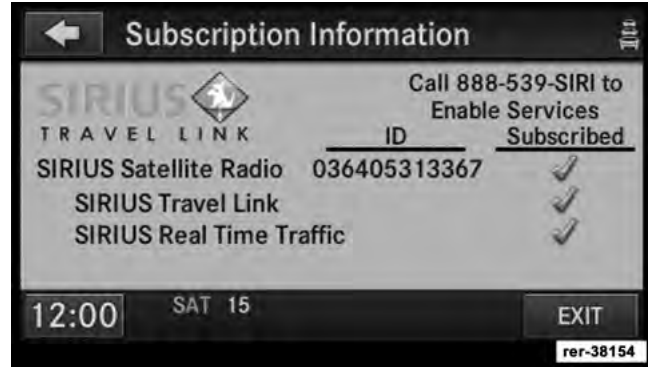 Subscription Information
SIRIUS
TRAVEL LINK
Call 888-539-SIRI to
Enable Services
ID Subscribed
SIRIUS Satellite Radio 036405313367
SIRIUS Travel Link
SIRIUS Real Time Traffic
12:00 SAT 15 EXIT
rer-38154